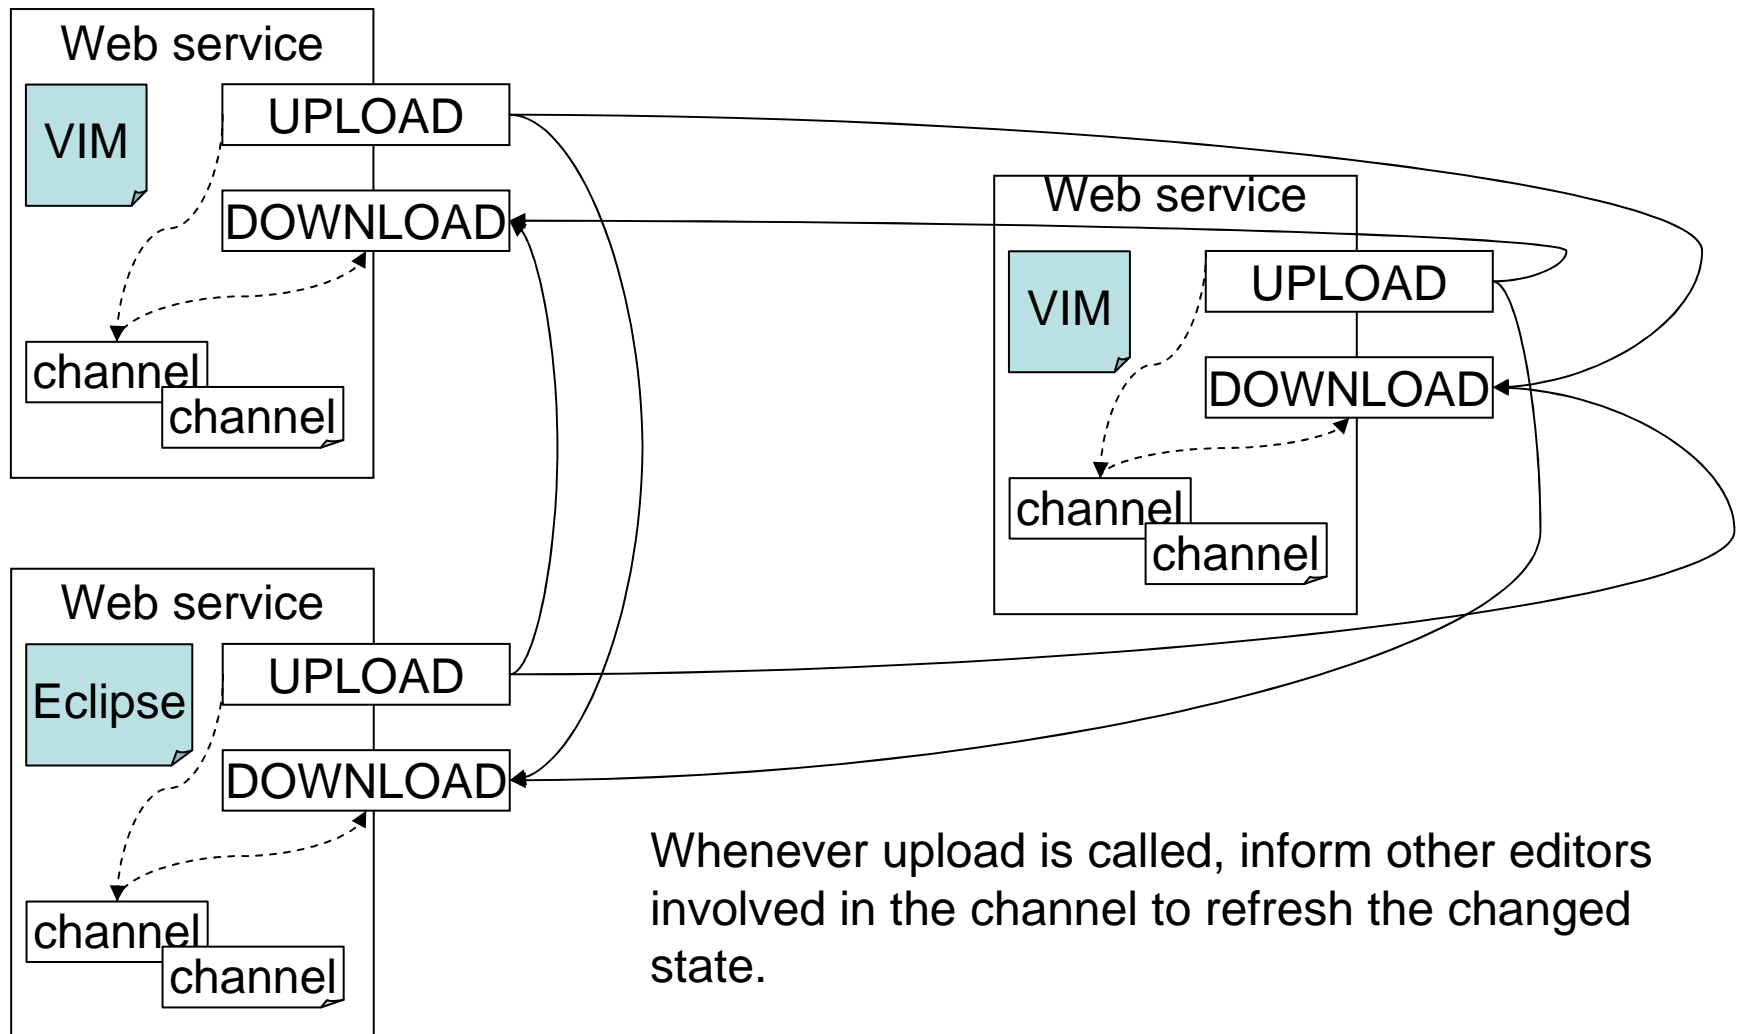 Web service
VIM
UPLOAD
DOWNLOAD
channel
channel
Web service
VIM
UPLOAD
DOWNLOAD
channel
channel
Web service
Eclipse
UPLOAD
DOWNLOAD
channel
channel
Whenever upload is called, inform other editors
involved in the channel to refresh the changed
state.